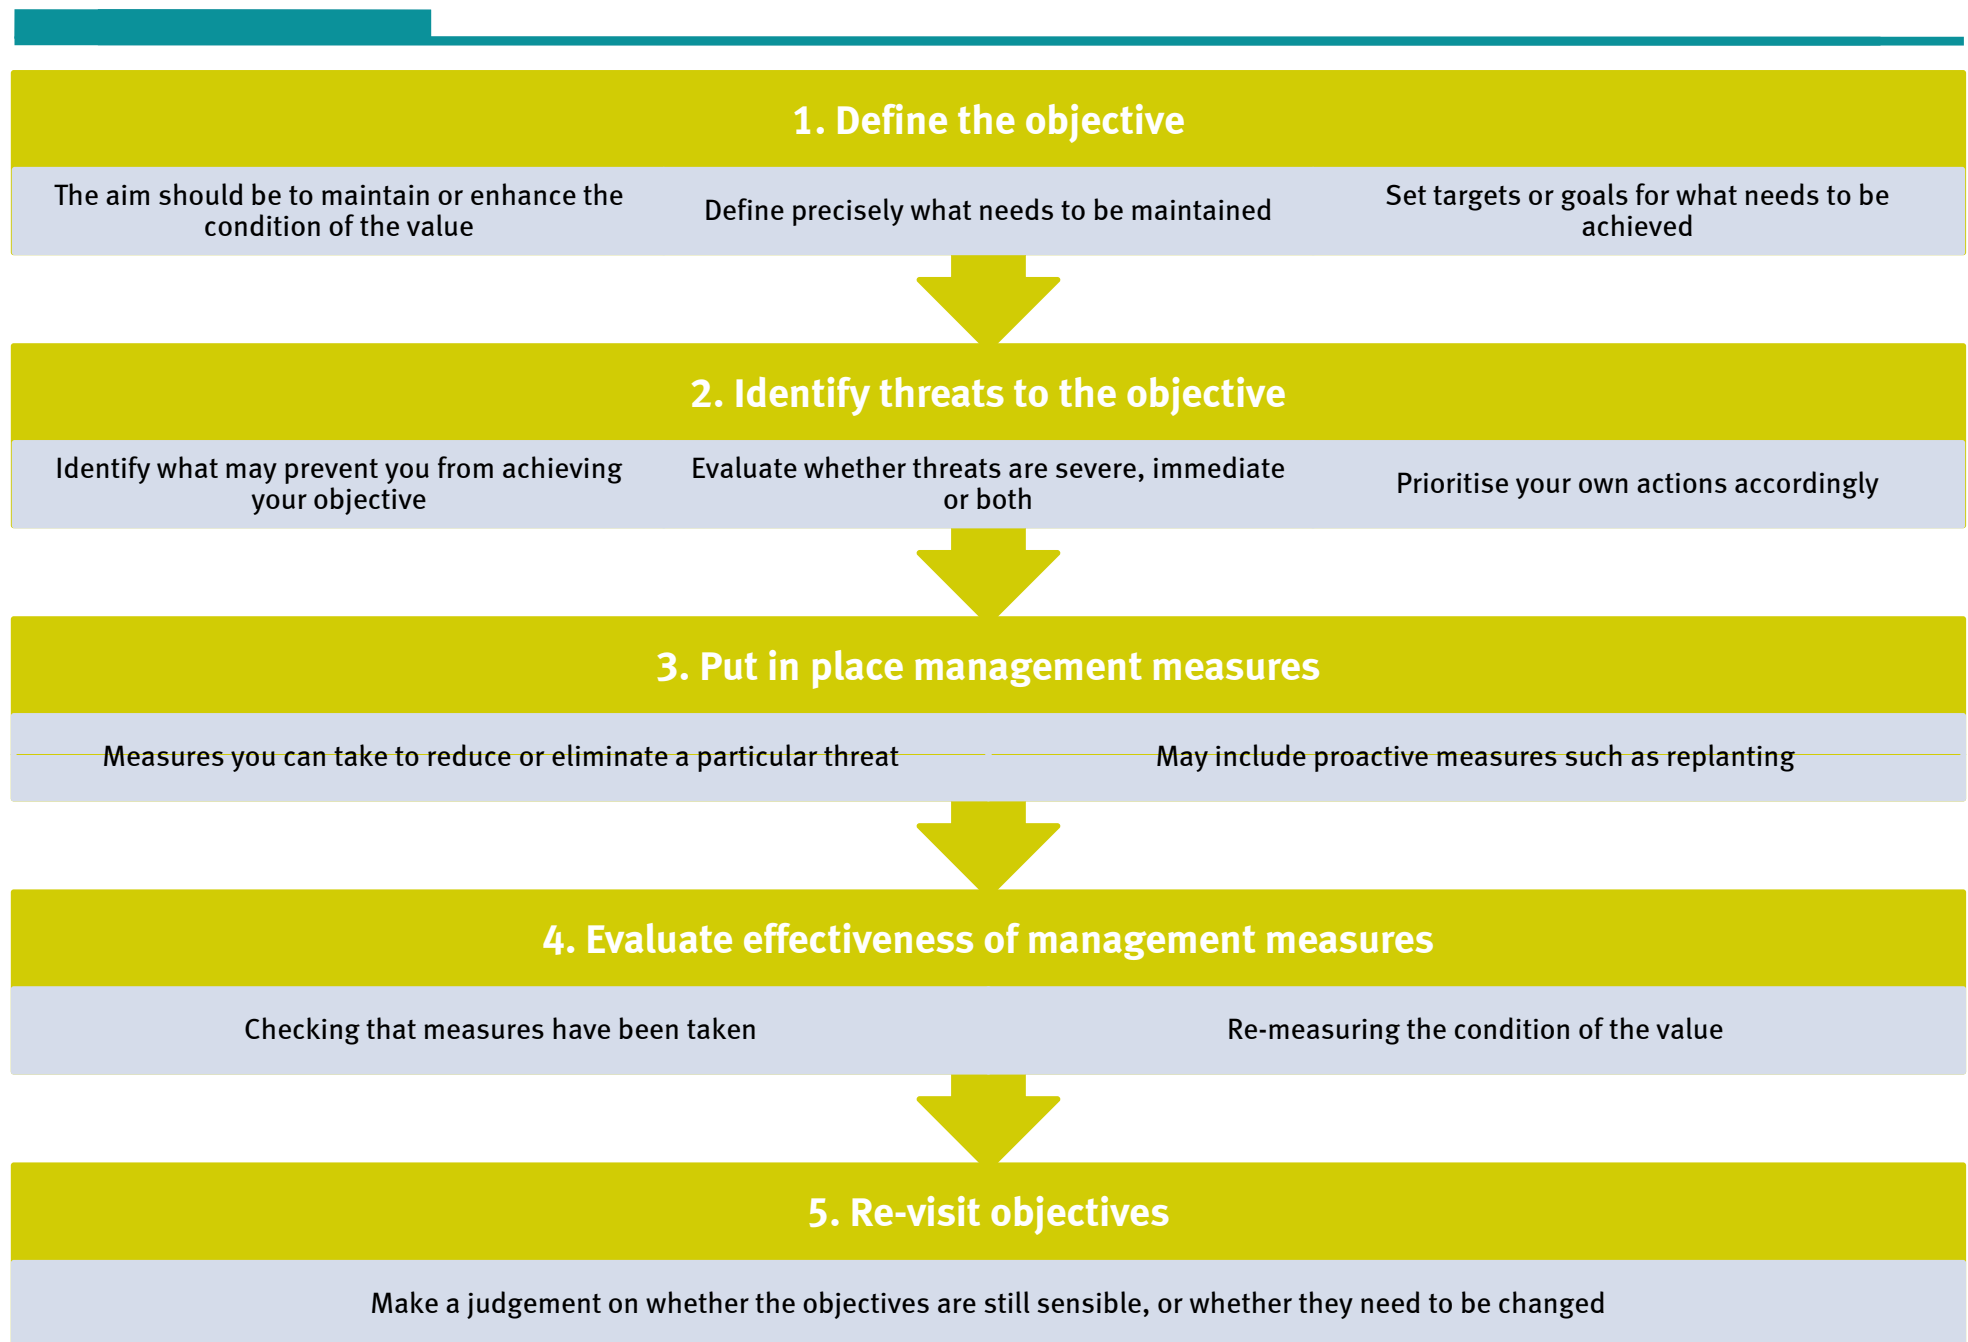 1. Define the objective
The aim should be to maintain or enhance the
condition of the value
Define precisely what needs to be maintained
Set targets or goals for what needs to be
achieved
2. Identify threats to the objective
Identify what may prevent you from achieving
your objective
Evaluate whether threats are severe, immediate
or both
Prioritise your own actions accordingly
3. Put in place management measures
Measures you can take to reduce or eliminate a particular threat
May include proactive measures such as replanting
4. Evaluate effectiveness of management measures
Checking that measures have been taken
Re-measuring the condition of the value
5. Re-visit objectives
Make a judgement on whether the objectives are still sensible, or whether they need to be changed